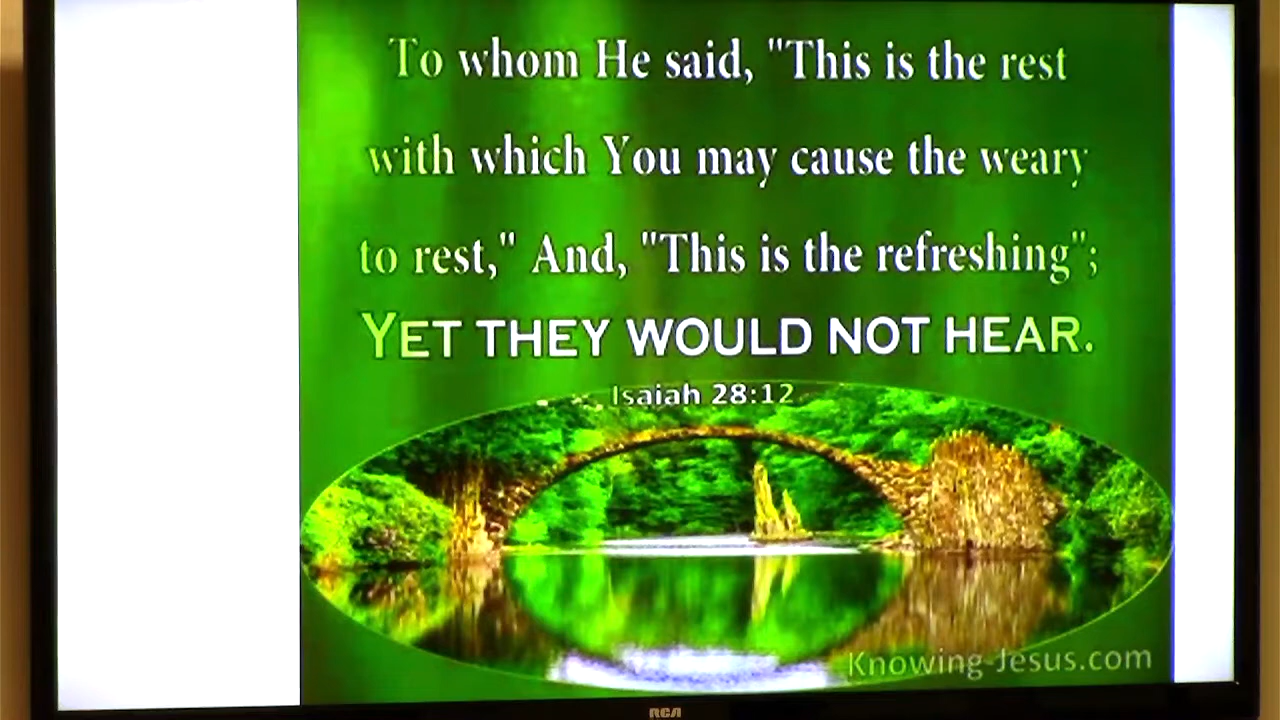 To whom He said, "This is the rest
with which You may cause the weary
to rest," And, "This is the refreshing";
YET THEY WOULD NOT HEAR.
Isaiah 28:12
Knowing-Jesus.com
RCA